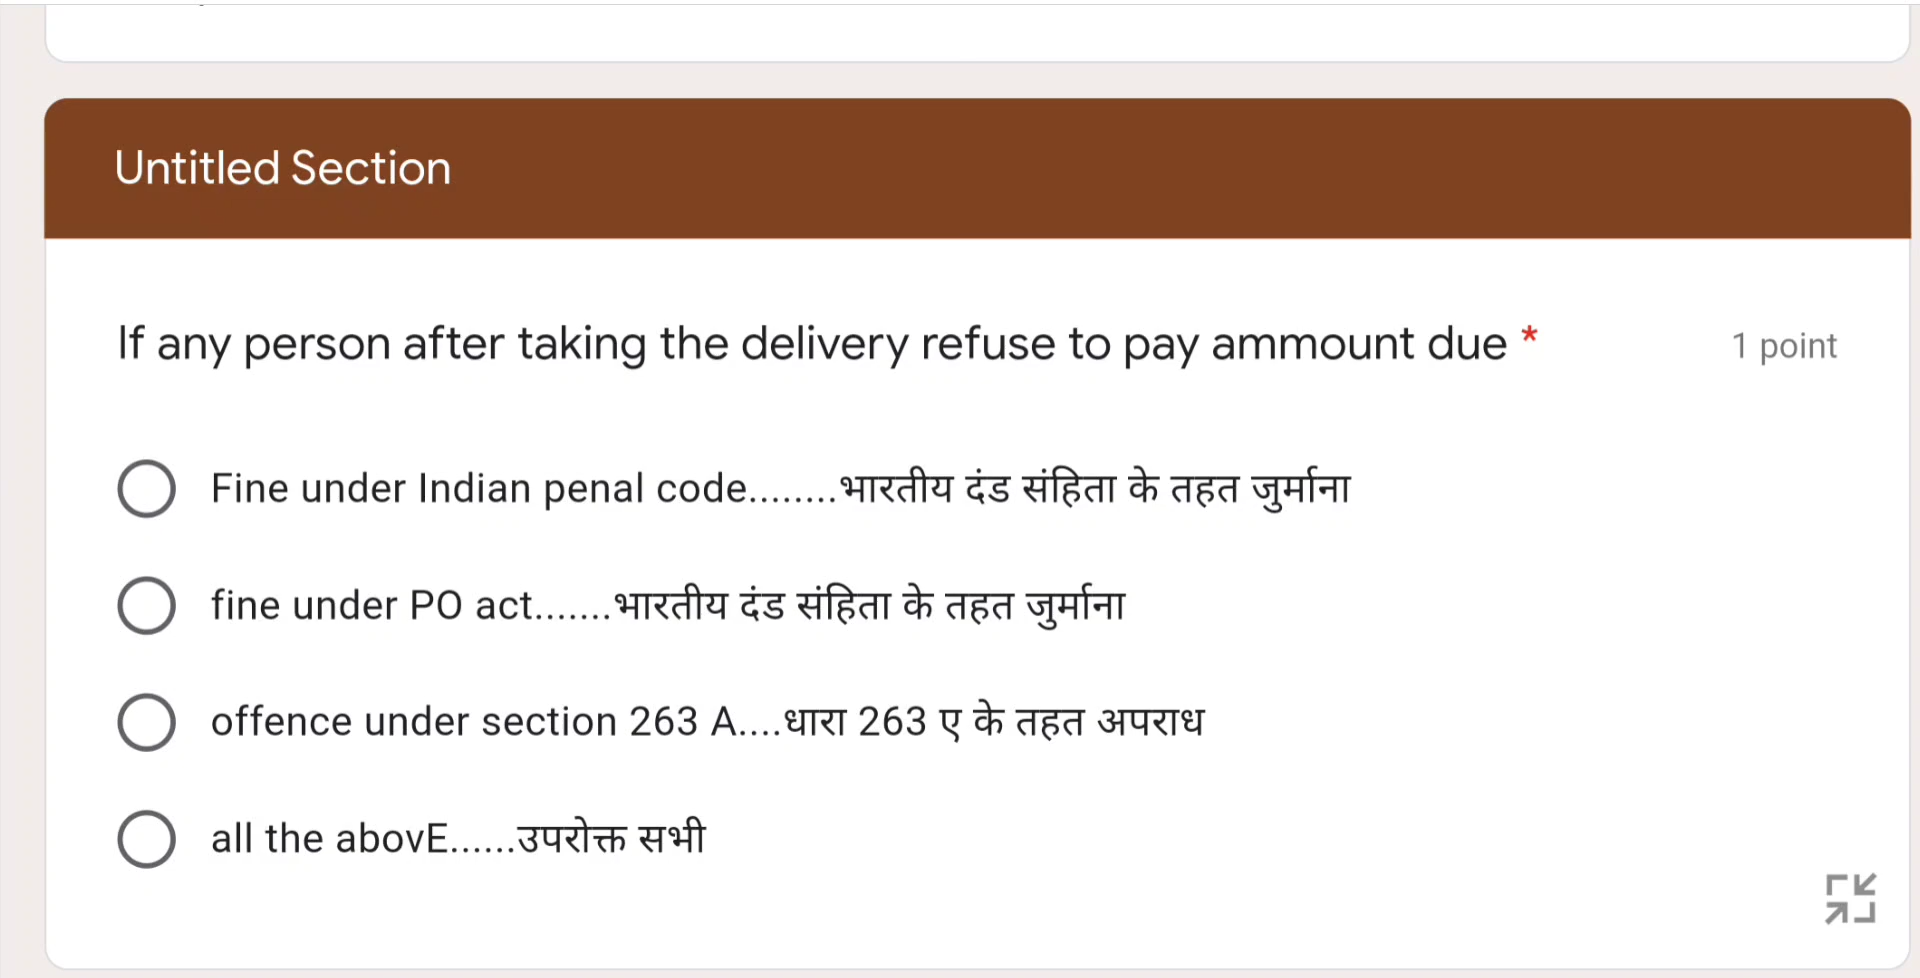 Untitled Section
If any person after taking the delivery refuse to pay ammount due * 1 point
Fine under Indian penal code........भारतीय दंड संहिता के तहत जुर्माना
fine under PO act.......भारतीय दंड संहिता के तहत जुर्माना
offence under section 263 A....धारा 263 ए के तहत अपराध
all the abovE......उपरोक्त सभी